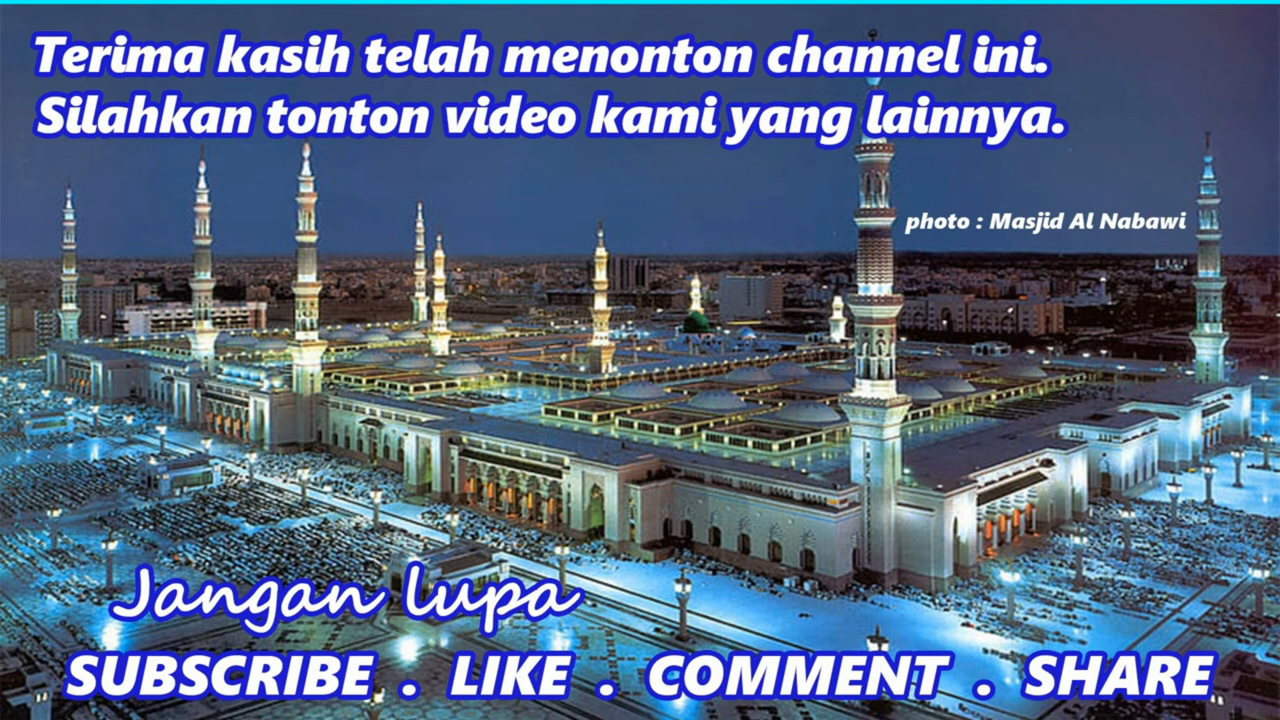 Terima kasih telah menonton channel ini.
Silahkan tonton video kami yang lainnya.
photo : Masjid Al Nabawi
Jangan lupa
SUBSCRIBE . LIKE . COMMENT . SHARE